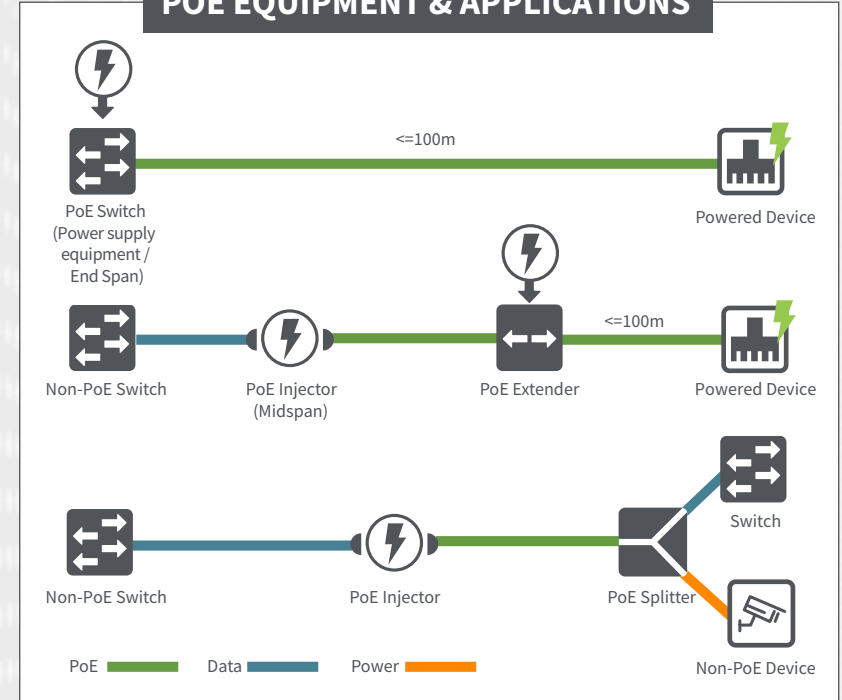 POE EQUIPMENT & APPLICATIONS
<=100m
PoE Switch
(Power supply
equipment /
End Span)
Powered Device
<=100m
Non-PoE Switch
PoE Injector
(Midspan)
PoE Extender
Powered Device
Switch
Non-PoE Switch
PoE Injector
PoE Splitter
Non-PoE Device
PoE
Data
Power